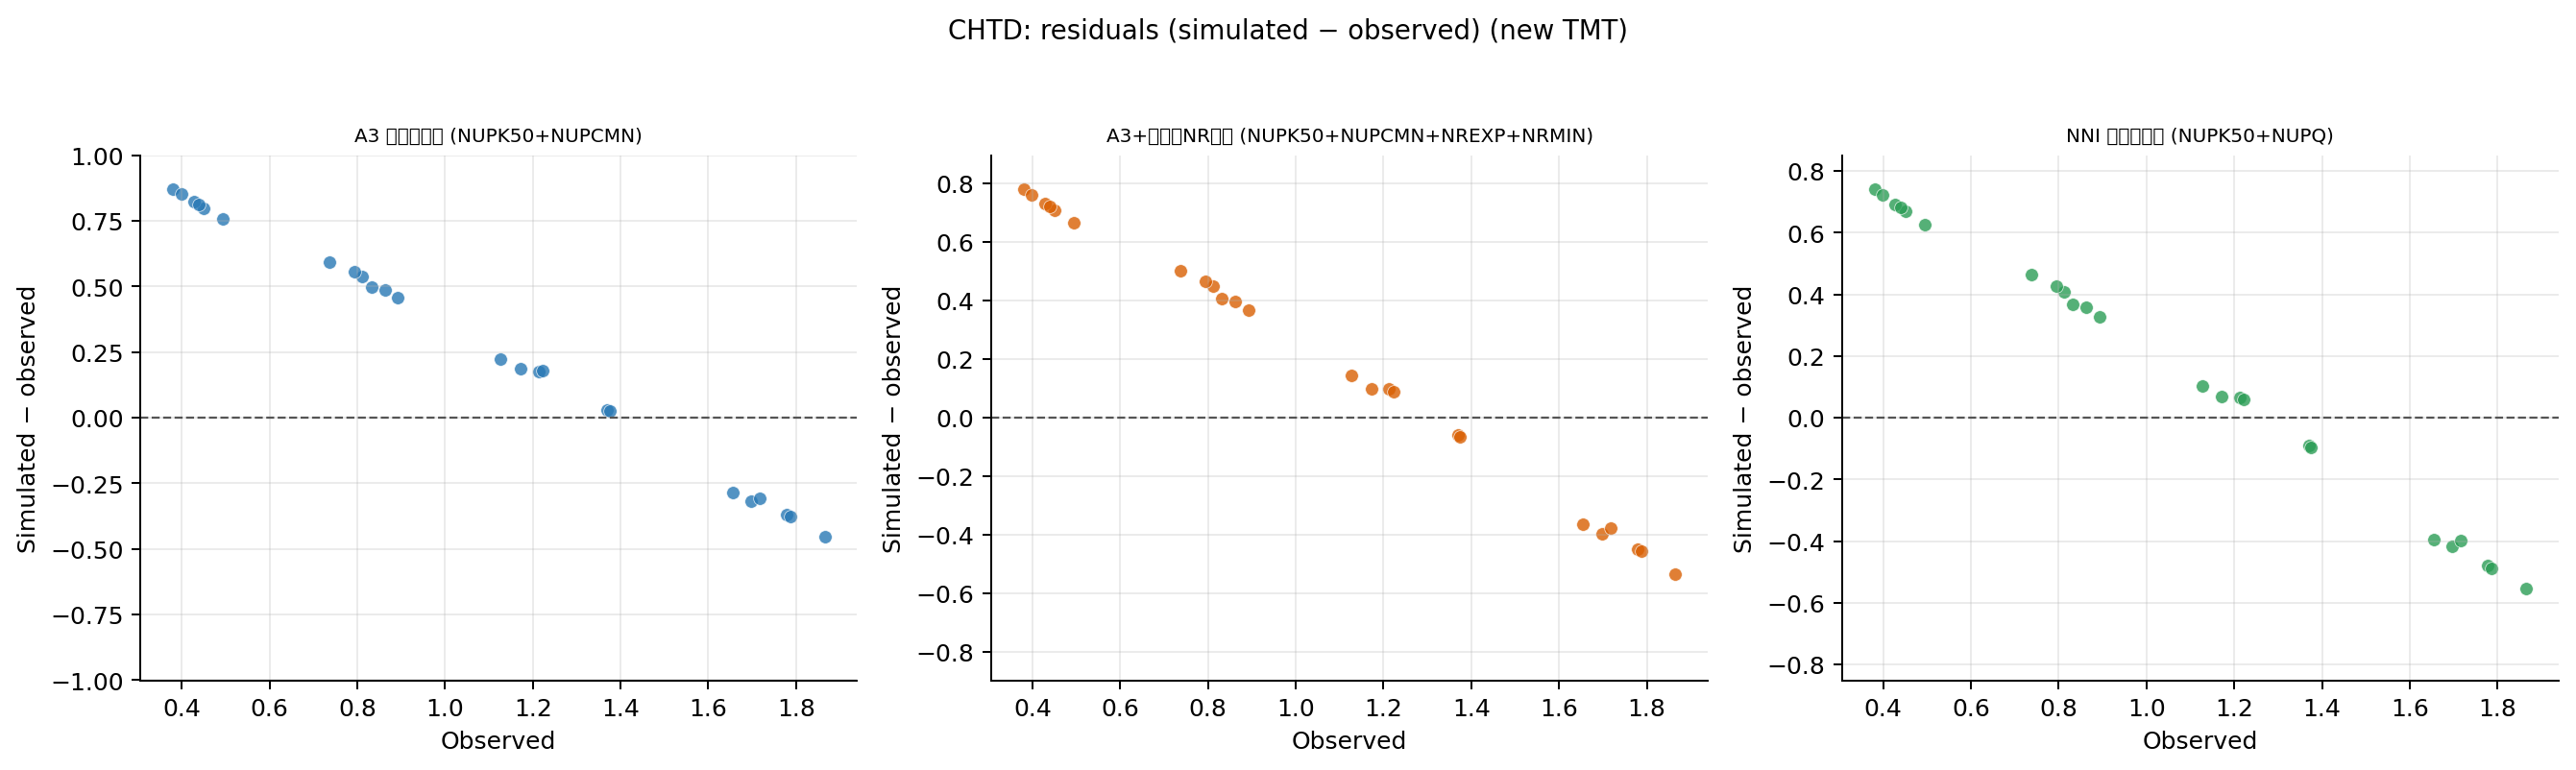 CHTD: residuals (simulated − observed) (new TMT)
A3 (NUPK50+NUPCMN)
1.00
0.75
0.50
0.25
0.00
−0.25
−0.50
−0.75
−1.00
Simulated − observed
0.4 0.6 0.8 1.0 1.2 1.4 1.6 1.8
Observed
A3+ NR (NUPK50+NUPCMN+NREXP+NRMIN)
0.8
0.6
0.4
0.2
0.0
−0.2
−0.4
−0.6
−0.8
Simulated − observed
0.4 0.6 0.8 1.0 1.2 1.4 1.6 1.8
Observed
NNI (NUPK50+NUPQ)
0.8
0.6
0.4
0.2
0.0
−0.2
−0.4
−0.6
−0.8
Simulated − observed
0.4 0.6 0.8 1.0 1.2 1.4 1.6 1.8
Observed